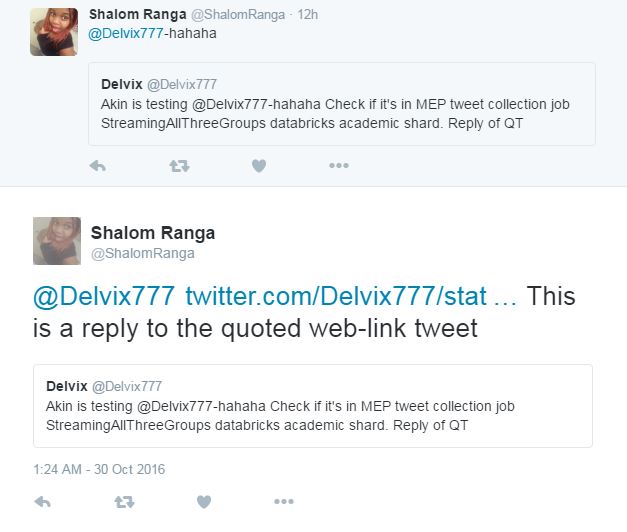 Shalom Ranga @ShalomRanga · 12h
@Delvix777-hahaha
Delvix @Delvix777
Akin is testing @Delvix777-hahaha Check if it's in MEP tweet collection job
StreamingAllThreeGroups databricks academic shard. Reply of QT
Shalom Ranga
@ShalomRanga
@Delvix777 twitter.com/Delvix777/stat … This
is a reply to the quoted web-link tweet
Delvix @Delvix777
Akin is testing @Delvix777-hahaha Check if it's in MEP tweet collection job
StreamingAllThreeGroups databricks academic shard. Reply of QT
1:24 AM - 30 Oct 2016